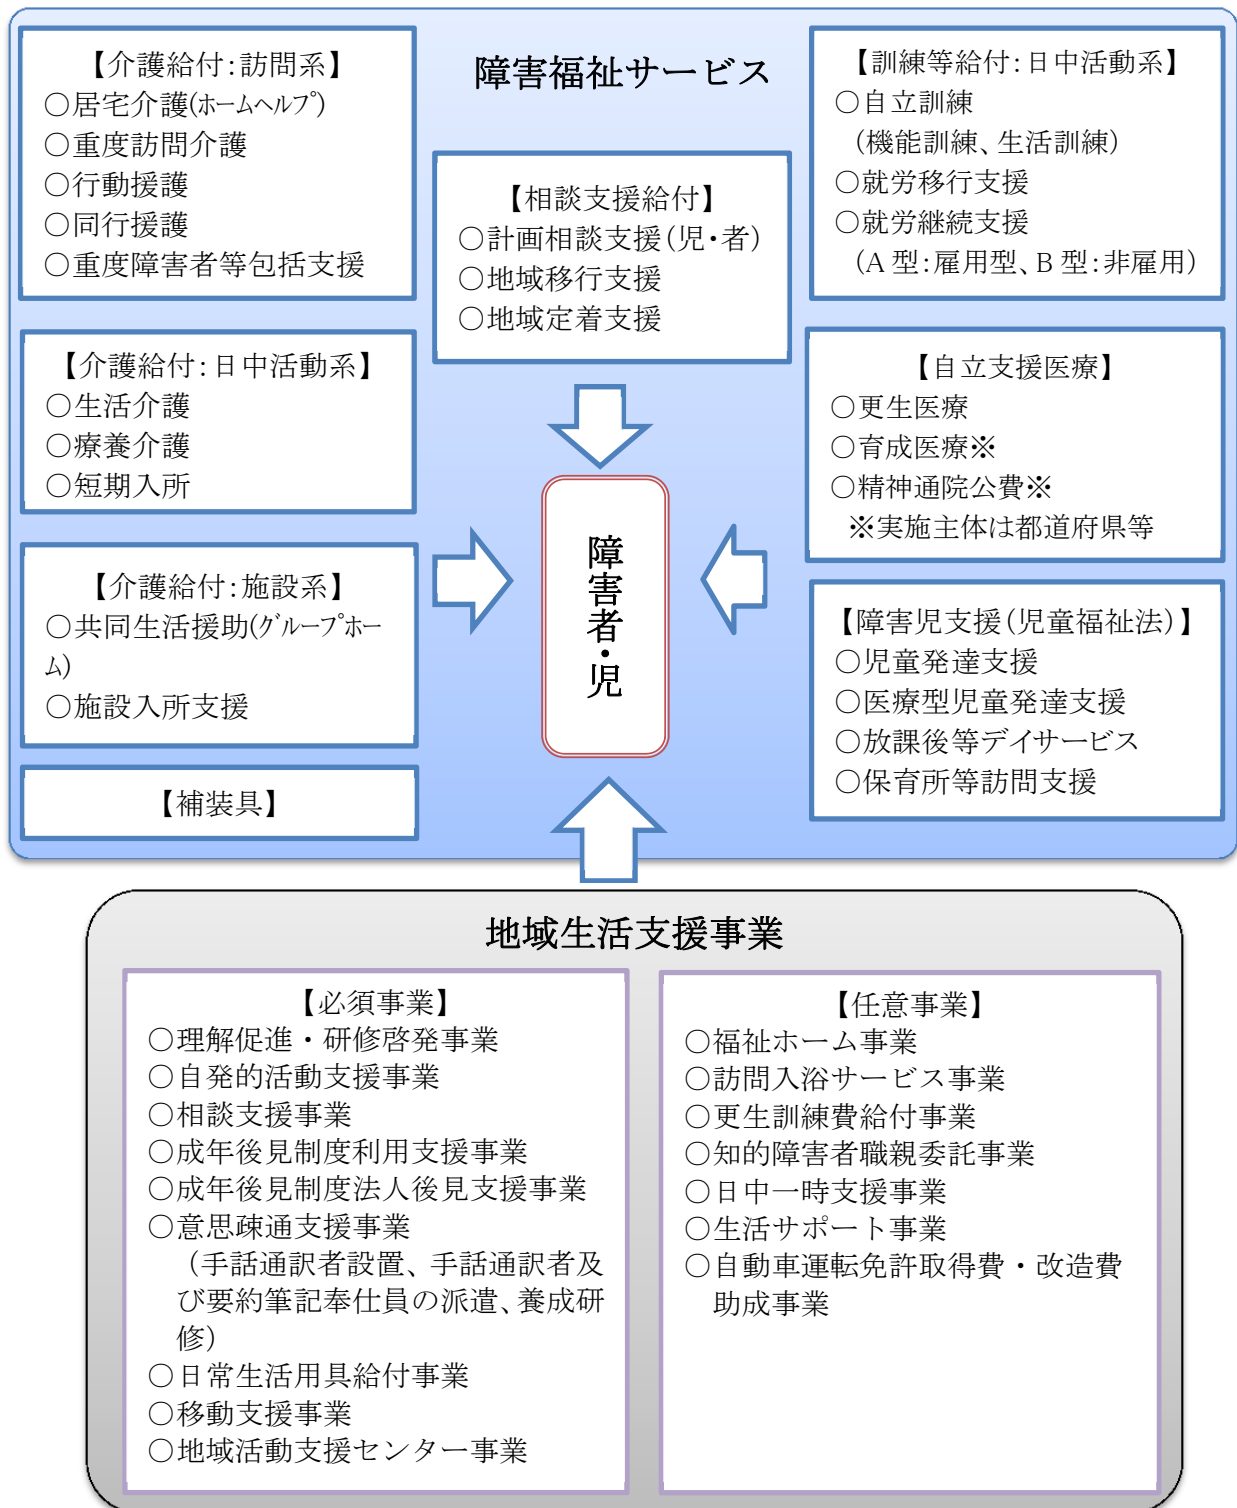 障害福祉サービス
【介護給付:訪問系】
○居宅介護(ﾎｰﾑﾍﾙﾌﾟ)
○重度訪問介護
○行動援護
○同行援護
○重度障害者等包括支援
【介護給付:日中活動系】
○生活介護
○療養介護
○短期入所
【介護給付:施設系】
○共同生活援助(ｸﾞﾙｰﾌﾟﾎｰ
ﾑ)
○施設入所支援
【補装具】
【相談支援給付】
○計画相談支援(児・者)
○地域移行支援
○地域定着支援
障害者・児
【訓練等給付:日中活動系】
○自立訓練
(機能訓練、生活訓練)
○就労移行支援
○就労継続支援
(A 型:雇用型、B 型:非雇用)
【自立支援医療】
○更生医療
○育成医療※
○精神通院公費※
※実施主体は都道府県等
【障害児支援(児童福祉法)】
○児童発達支援
○医療型児童発達支援
○放課後等デイサービス
○保育所等訪問支援
地域生活支援事業
【必須事業】
○理解促進・研修啓発事業
○自発的活動支援事業
○相談支援事業
○成年後見制度利用支援事業
○成年後見制度法人後見支援事業
○意思疎通支援事業
(手話通訳者設置、手話通訳者及
び要約筆記奉仕員の派遣、養成研
修)
○日常生活用具給付事業
○移動支援事業
○地域活動支援センター事業
【任意事業】
○福祉ホーム事業
○訪問入浴サービス事業
○更生訓練費給付事業
○知的障害者職親委託事業
○日中一時支援事業
○生活サポート事業
○自動車運転免許取得費・改造費
助成事業